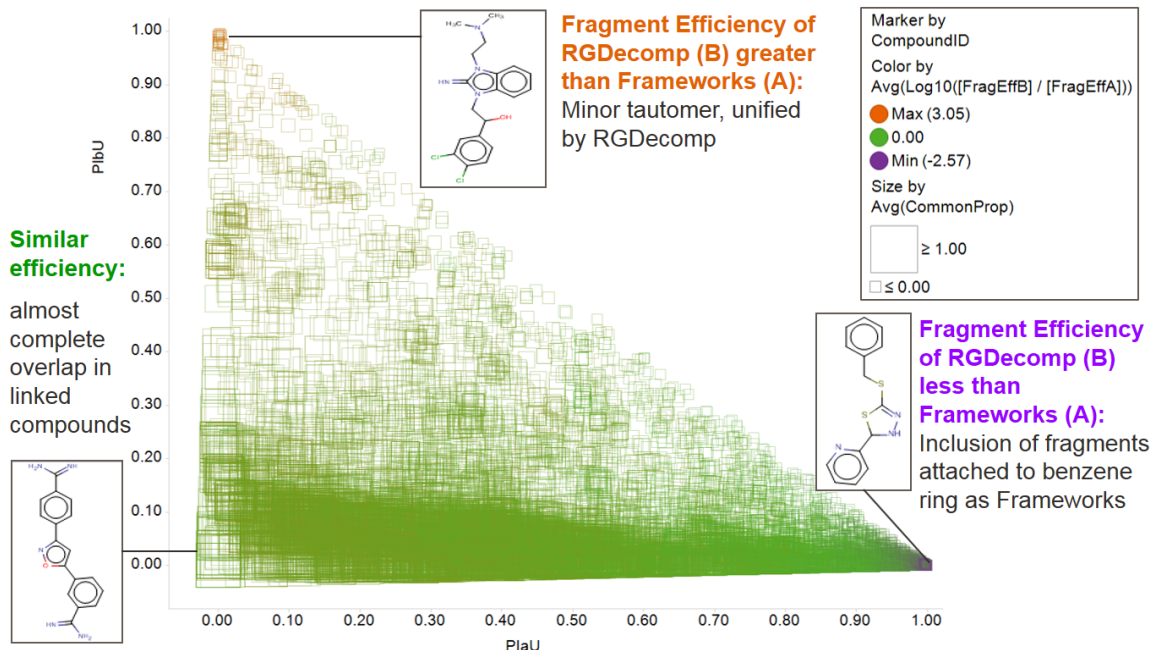 Fragment Efficiency of
RGDecomp (B) greater
than Frameworks (A):
Minor tautomer, unified
by RGDecomp
Marker by
CompoundID
Color by
Avg(Log10([FragEffB] / [FragEffA]))
Max (3.05)
0.00
Min (-2.57)
Size by
Avg(CommonProp)
≥ 1.00
≤ 0.00
Similar
efficiency:
almost
complete
overlap in
linked
compounds
Fragment Efficiency
of RGDecomp (B)
less than
Frameworks (A):
Inclusion of fragments
attached to benzene
ring as Frameworks
PIbU
1.00
0.90
0.80
0.70
0.60
0.50
0.40
0.30
0.20
0.10
0.00
0.00 0.10 0.20 0.30 0.40 0.50 0.60 0.70 0.80 0.90 1.00
PIaU
H₃C
CH₃
N
N
HN
N
OH
Cl
Cl
S
S
N
NH
N
H₂N
NH
N
O
HN
NH₂